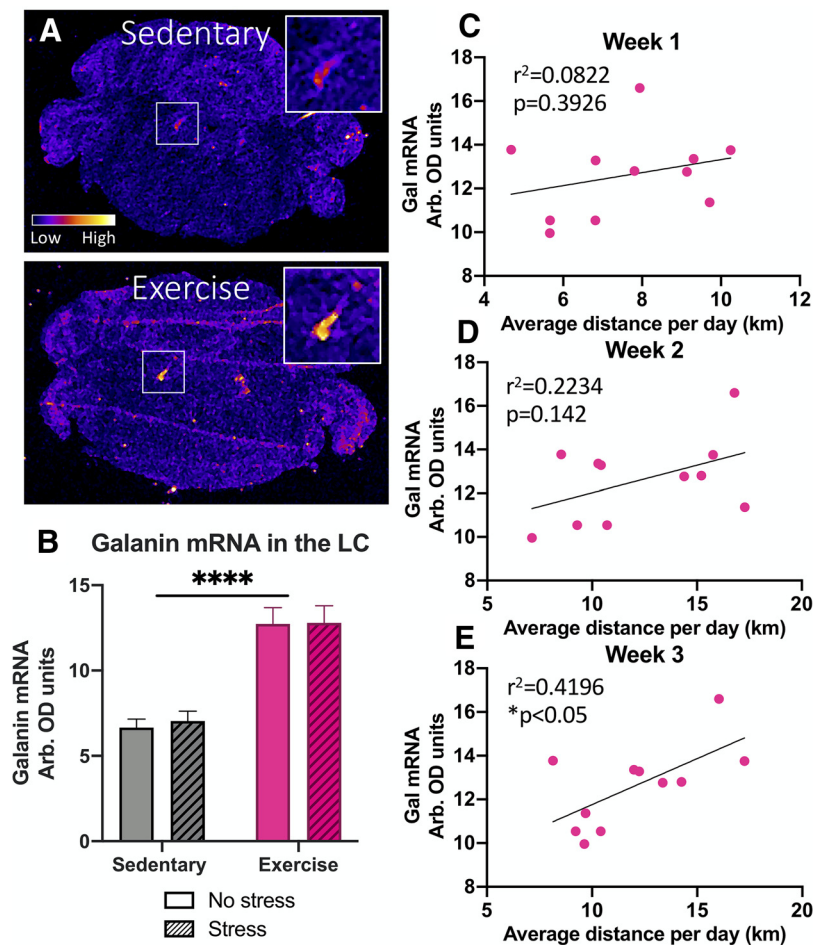 A
Sedentary
Low High
Exercise
B
Galanin mRNA in the LC
****
Galanin mRNA
Arb. OD units
15
10
5
0
Sedentary Exercise
No stress
Stress
C
Week 1
r²=0.0822
p=0.3926
Gal mRNA
Arb. OD units
18
16
14
12
10
8
4 6 8 10 12
Average distance per day (km)
D
Week 2
r²=0.2234
p=0.142
Gal mRNA
Arb. OD units
18
16
14
12
10
8
5 10 15 20
Average distance per day (km)
E
Week 3
r²=0.4196
*p<0.05
Gal mRNA
Arb. OD units
18
16
14
12
10
8
5 10 15 20
Average distance per day (km)